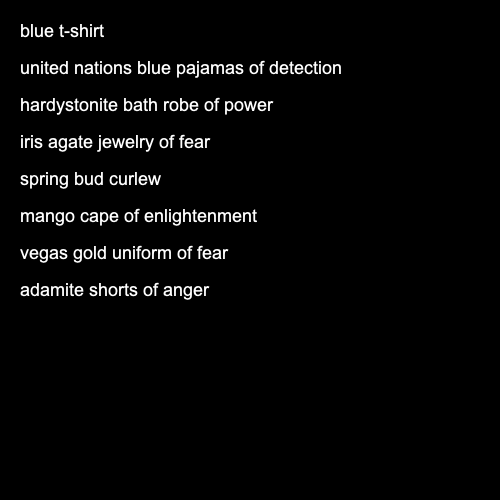 blue t-shirt
united nations blue pajamas of detection
hardystonite bath robe of power
iris agate jewelry of fear
spring bud curlew
mango cape of enlightenment
vegas gold uniform of fear
adamite shorts of anger